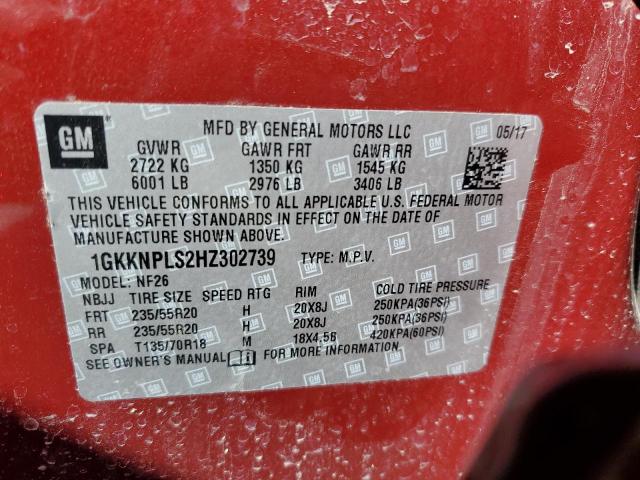 GM
MFD BY GENERAL MOTORS LLC 05/17
GVWR GAWR FRT GAWR RR
2722 KG 1350 KG 1545 KG
6001 LB 2976 LB 3406 LB
THIS VEHICLE CONFORMS TO ALL APPLICABLE U.S. FEDERAL MOTOR
VEHICLE SAFETY STANDARDS IN EFFECT ON THE DATE OF
MANUFACTURE SHOWN ABOVE.
1GKKNPLS2HZ302739 TYPE: M.P.V.
MODEL: NF26
NBJJ TIRE SIZE SPEED RTG RIM COLD TIRE PRESSURE
FRT 235/55R20 H 20X8J 250KPA(36PSI)
RR 235/55R20 H 20X8J 250KPA(36PSI)
SPA T135/70R18 M 18X4.5B 420KPA(60PSI)
SEE OWNER'S MANUAL FOR MORE INFORMATION